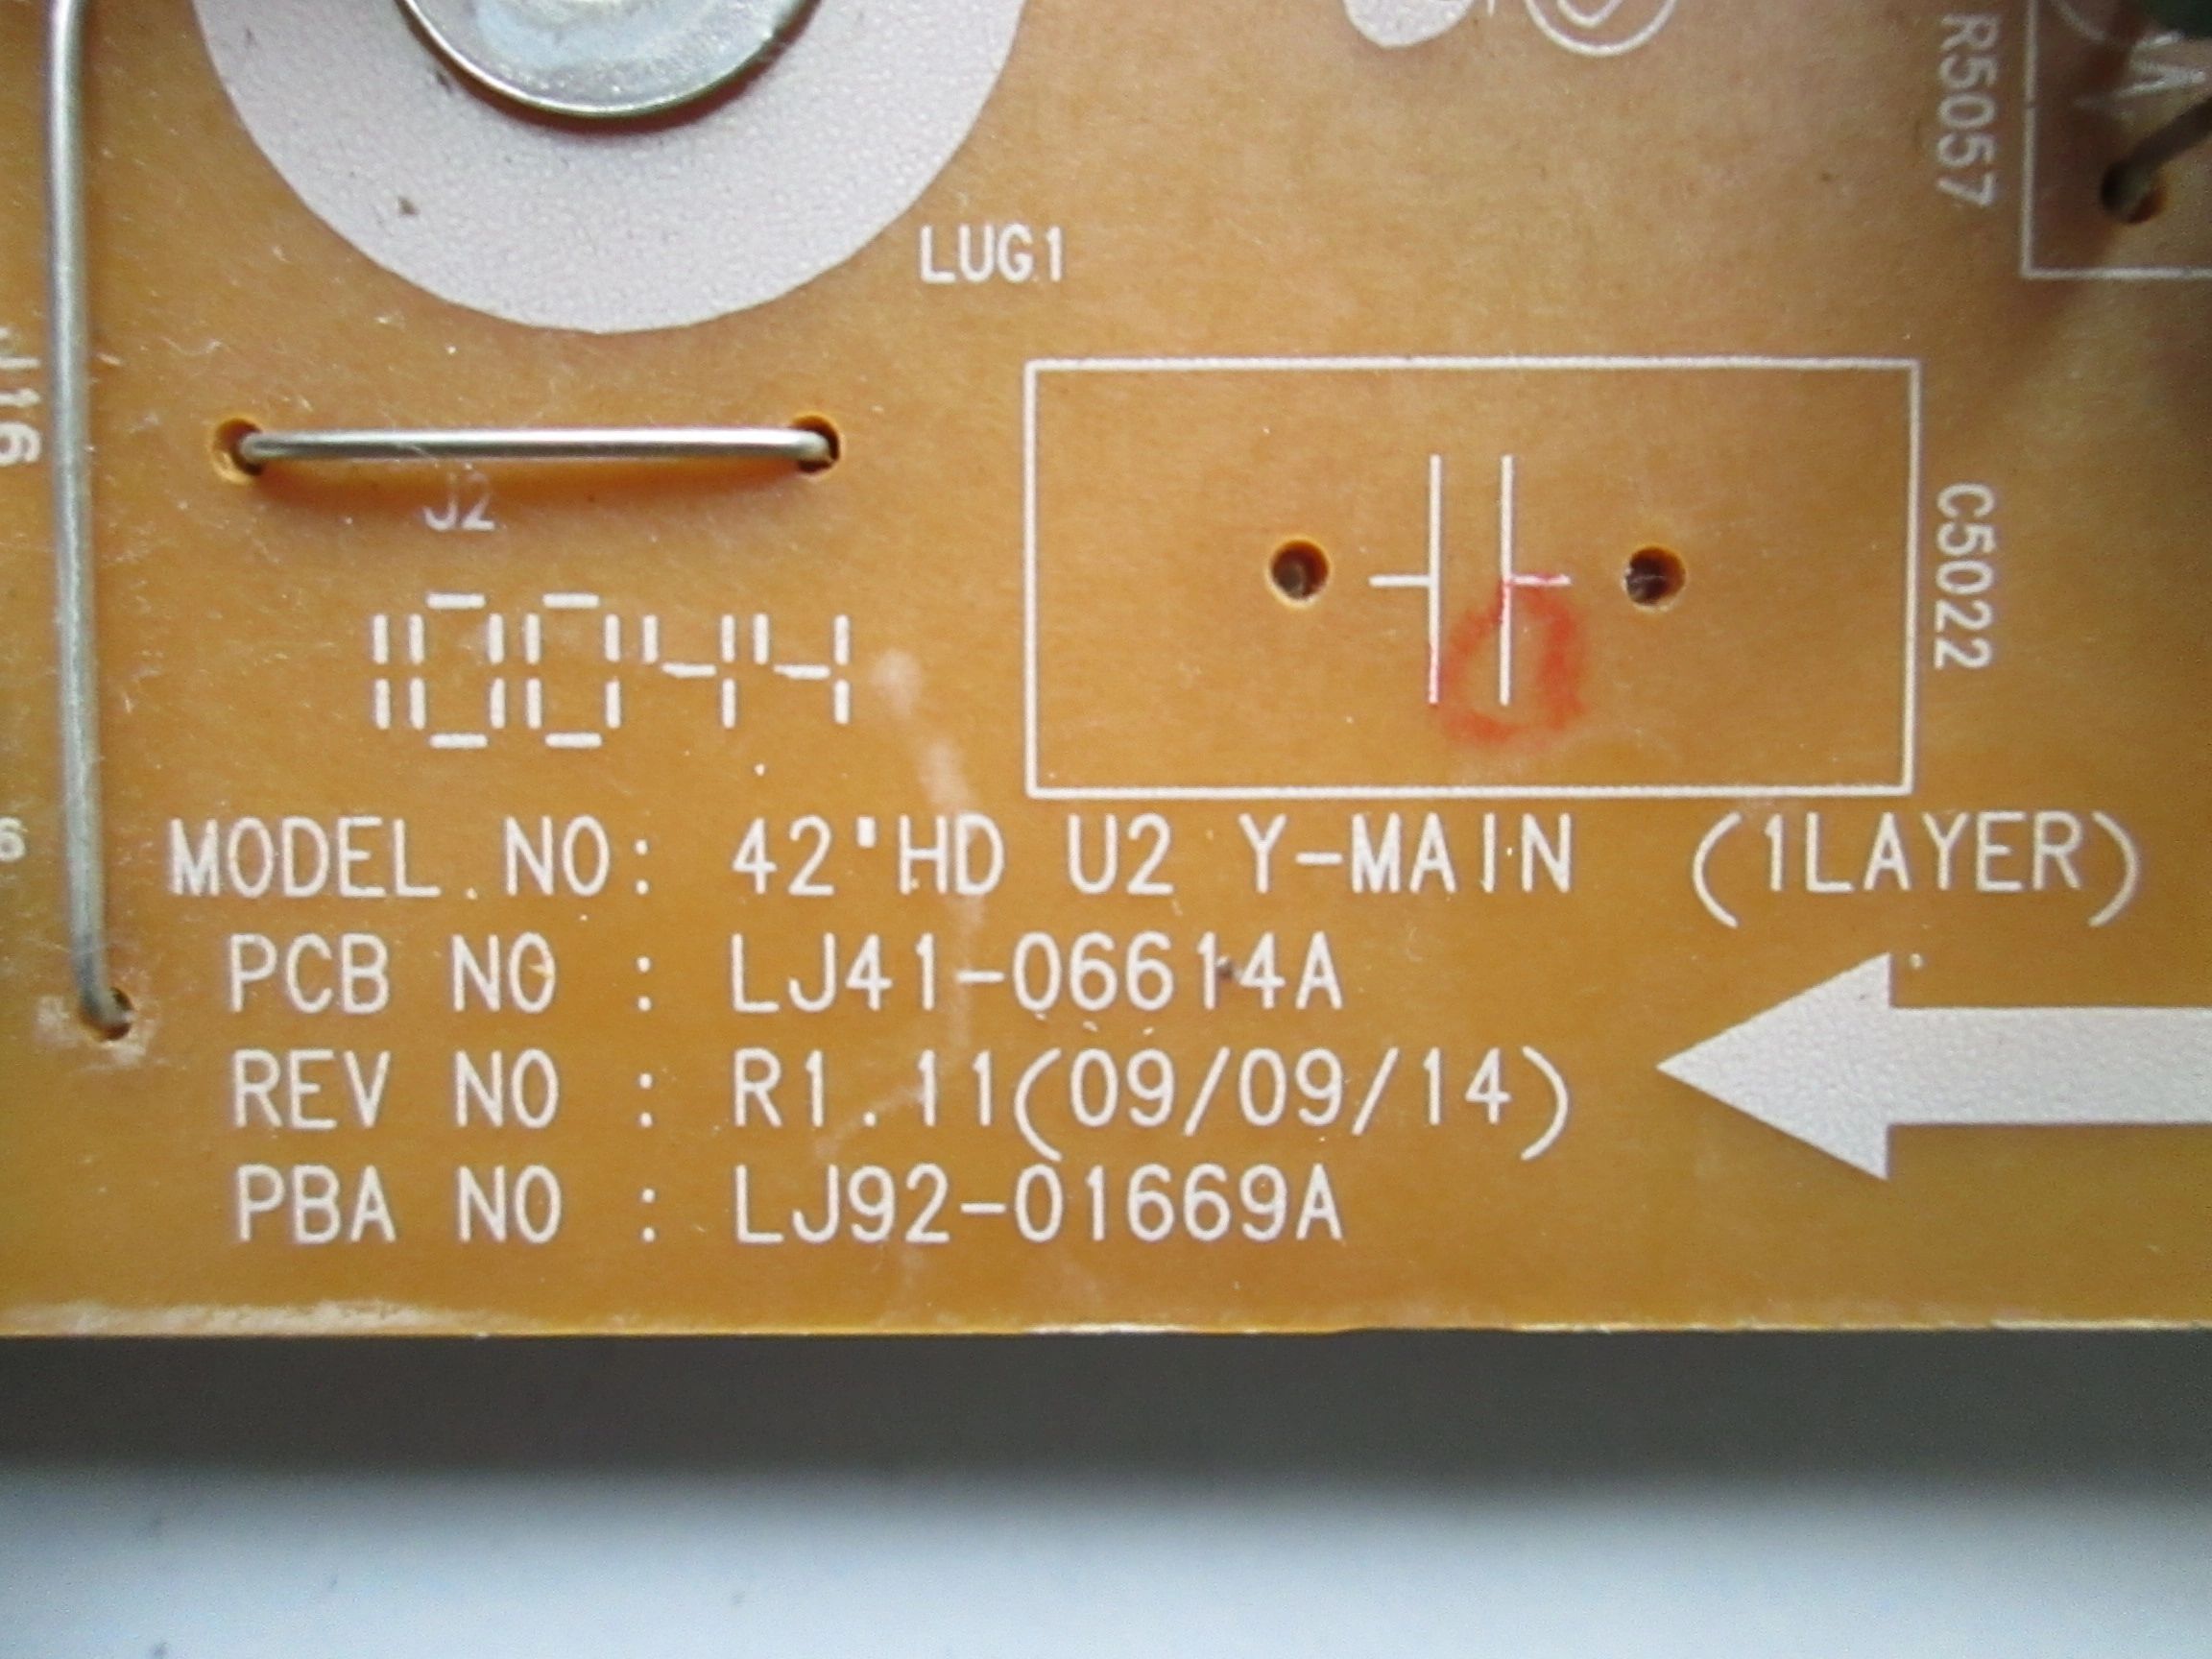 R5057
LUG1
J16
J2
C5022
10044
MODEL NO: 42"HD U2 Y-MAIN (1LAYER)
PCB NO : LJ41-06614A
REV NO : R1.11(09/09/14)
PBA NO : LJ92-01669A